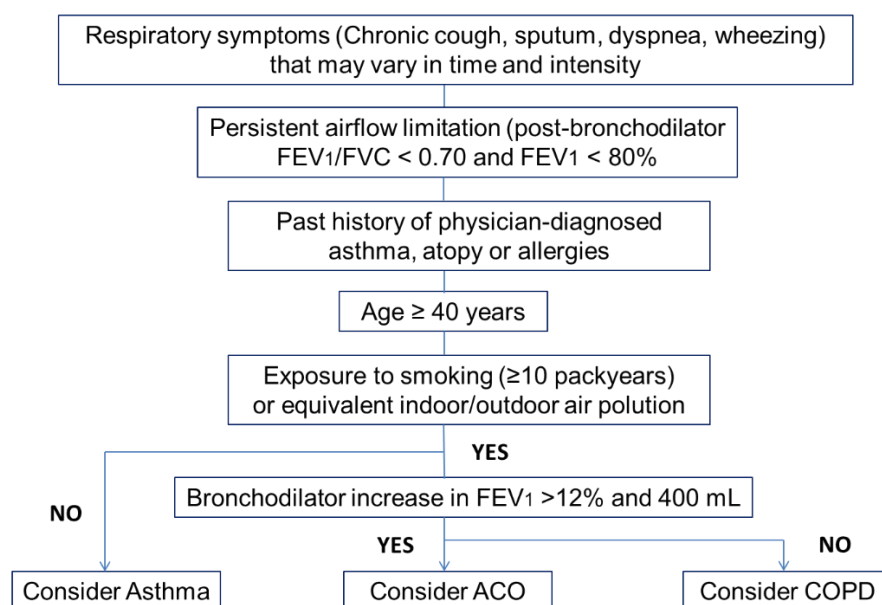 Respiratory symptoms (Chronic cough, sputum, dyspnea, wheezing)
that may vary in time and intensity
Persistent airflow limitation (post-bronchodilator
FEV1/FVC < 0.70 and FEV1 < 80%
Past history of physician-diagnosed
asthma, atopy or allergies
Age ≥ 40 years
Exposure to smoking (≥10 packyears)
or equivalent indoor/outdoor air polution
YES
Bronchodilator increase in FEV1 >12% and 400 mL
NO
YES
NO
Consider Asthma
Consider ACO
Consider COPD